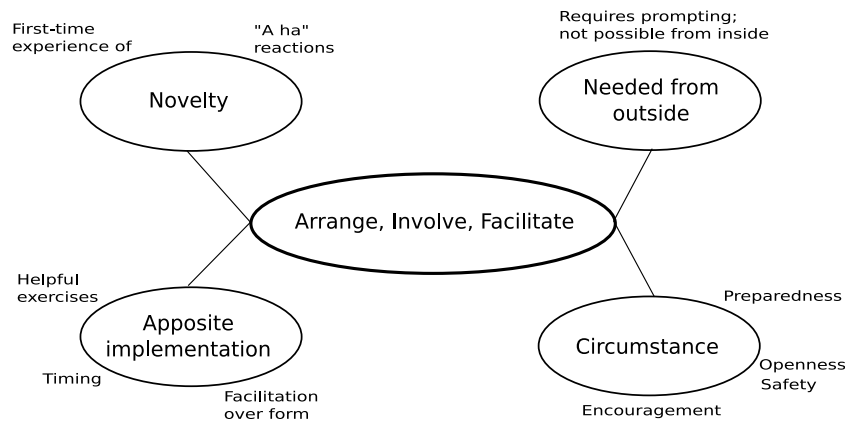 First-time
experience of
"A ha"
reactions
Novelty
Requires prompting;
not possible from inside
Needed from
outside
Arrange, Involve, Facilitate
Helpful
exercises
Apposite
implementation
Timing
Facilitation
over form
Preparedness
Circumstance
Openness
Safety
Encouragement